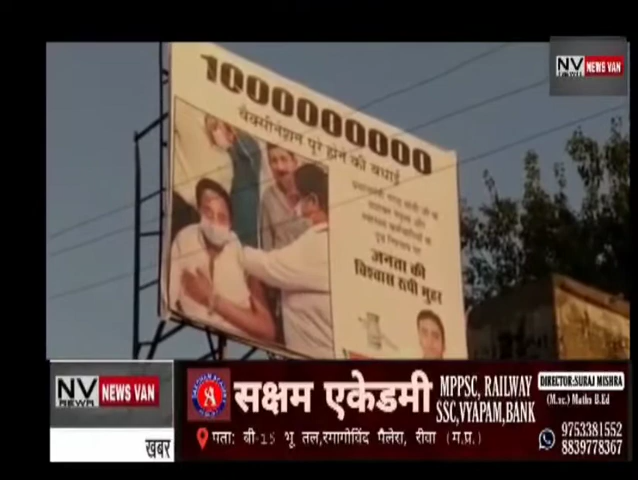 1000000000
वैक्सीनेशन पूरे होने की बधाई
जनता की
विश्वास रूपी मुहर
NV NEWS VAN
NV NEWS VAN
खबर
सक्षम एकेडमी
MPPSC, RAILWAY
SSC,VYAPAM,BANK
DIRECTOR:SURAJ MISHRA
(M.sc.) Maths B.Ed
पता: बी-15 भू तल,रगागोविंद पैलेरा, रीवा (म.प्र.)
9753381552
8839778367